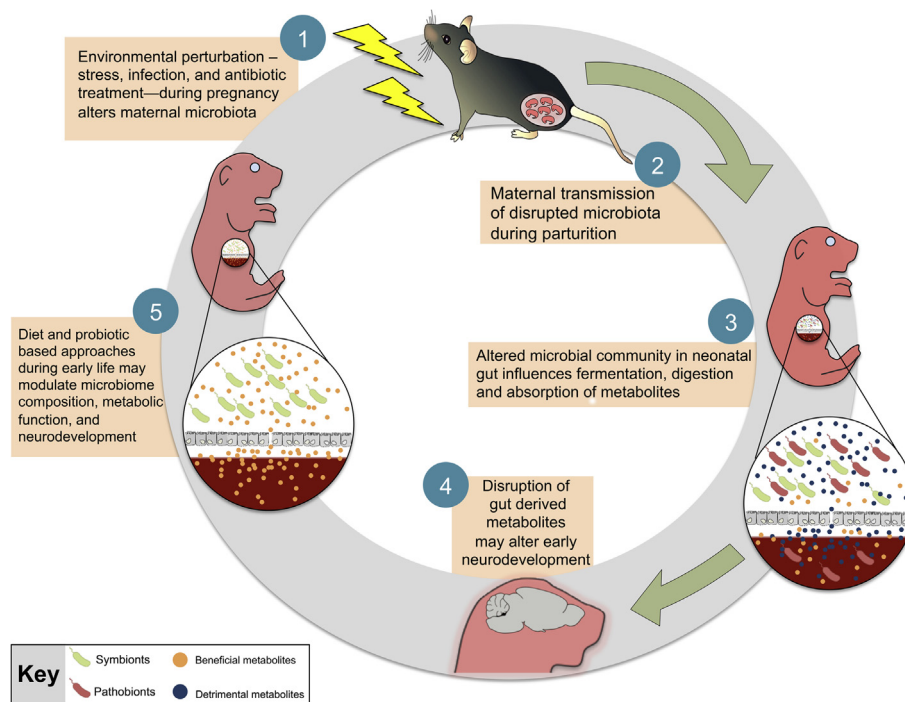 1
Environmental perturbation –
stress, infection, and antibiotic
treatment—during pregnancy
alters maternal microbiota
2
Maternal transmission
of disrupted microbiota
during parturition
3
Altered microbial community in neonatal
gut influences fermentation, digestion
and absorption of metabolites
4
Disruption of
gut derived
metabolites
may alter early
neurodevelopment
5
Diet and probiotic
based approaches
during early life may
modulate microbiome
composition, metabolic
function, and
neurodevelopment
Key
Symbionts
Beneficial metabolites
Pathobionts
Detrimental metabolites